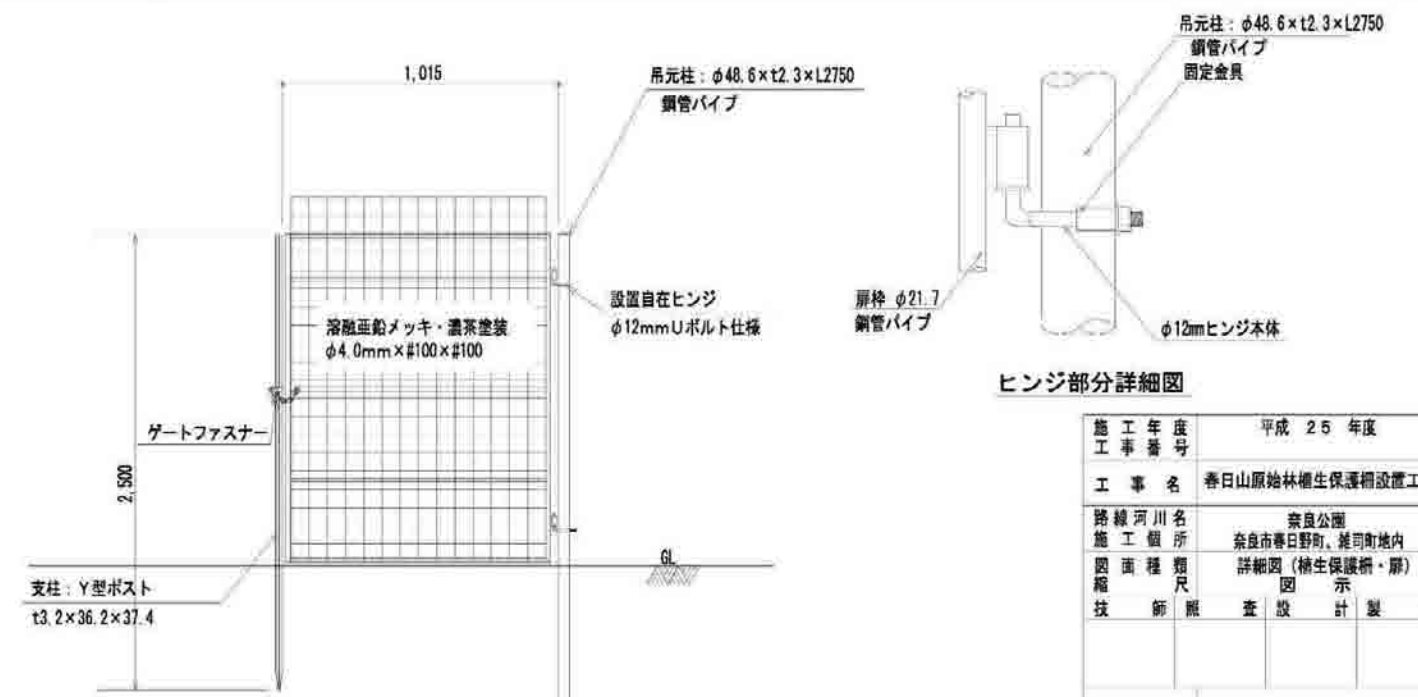 1,015
吊元柱：φ48.6×t2.3×L2750
鋼管パイプ
溶融亜鉛メッキ・濃茶塗装
φ4.0mm×#100×#100
設置自在ヒンジ
φ12mmUボルト仕様
ゲートファスナー
2,500
GL
支柱：Y型ポスト
t3.2×36.2×37.4
吊元柱：φ48.6×t2.3×L2750
鋼管パイプ
固定金具
扉枠 φ21.7
鋼管パイプ
φ12mmヒンジ本体
ヒンジ部分詳細図
施工年度 平成 25 年度
工事番号
工事名 春日山原始林植生保護柵設置工
路線河川名 奈良公園
施工個所 奈良市春日野町、雑司町地内
図面種類 詳細図（植生保護柵・扉）
縮尺 図示
技師 照査 設計 製